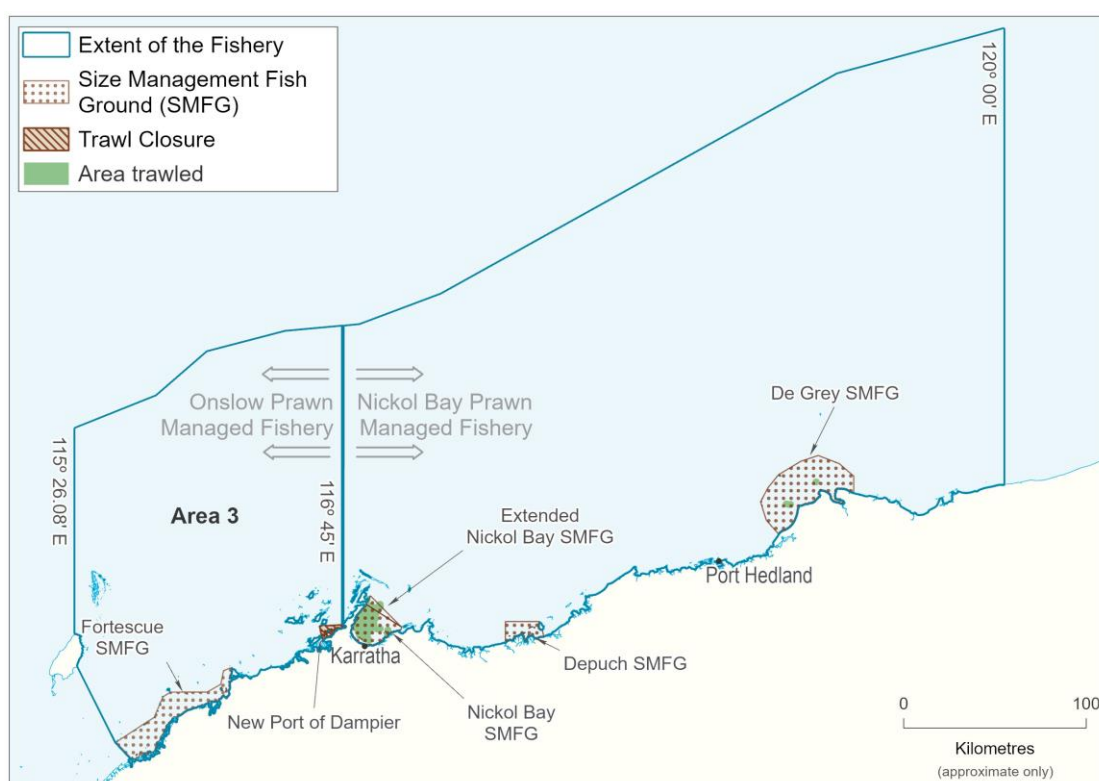 Extent of the Fishery
Size Management Fish
Ground (SMFG)
Trawl Closure
Area trawled
120° 00' E
Onslow Prawn
Managed Fishery
Nickol Bay Prawn
Managed Fishery
De Grey SMFG
115° 26.08' E
116° 45' E
Area 3
Extended
Nickol Bay SMFG
Port Hedland
Fortescue
SMFG
Karratha
Depuch SMFG
New Port of Dampier
Nickol Bay
SMFG
0 100
Kilometres
(approximate only)